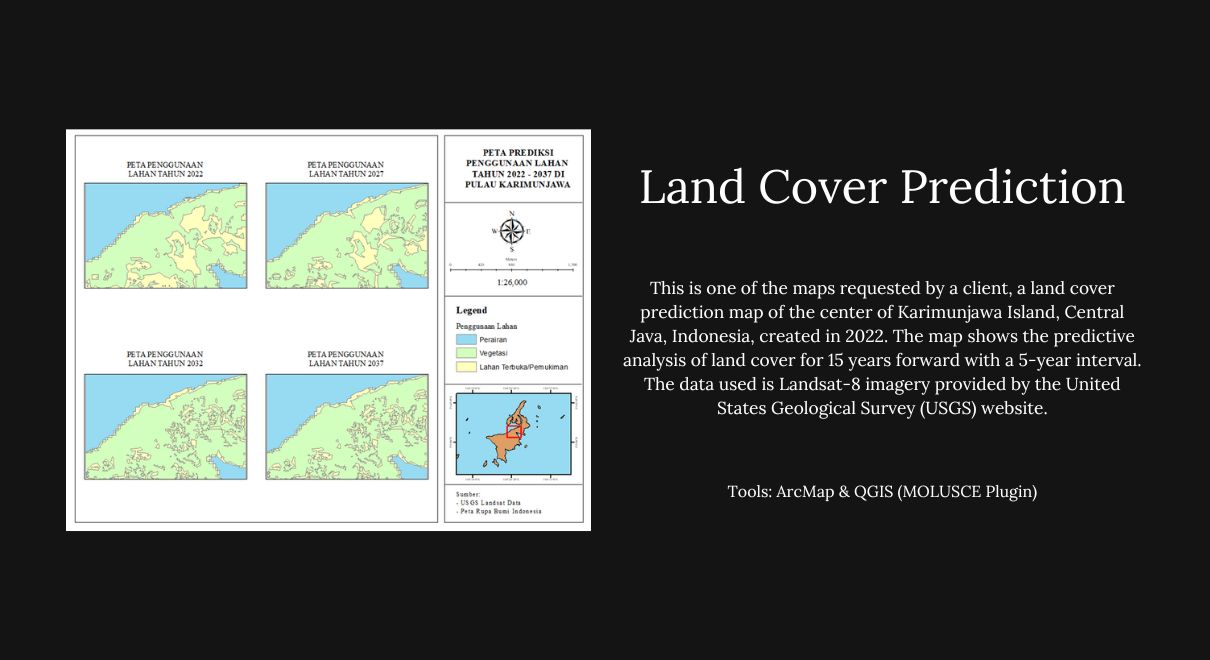 PETA PENGGUNAAN
LAHAN TAHUN 2022
PETA PENGGUNAAN
LAHAN TAHUN 2027
PETA PENGGUNAAN
LAHAN TAHUN 2032
PETA PENGGUNAAN
LAHAN TAHUN 2037
PETA PREDIKSI
PENGGUNAAN LAHAN
TAHUN 2022 - 2037 DI
PULAU KARIMUNJAWA
N
W
E
S
Meters
1:26,000
Legend
Penggunaan Lahan
Perairan
Vegetasi
Lahan Terbuka/Pemukiman
Sumber:
- USGS Landsat Data
- Peta Rupa Bumi Indonesia
Land Cover Prediction
This is one of the maps requested by a client, a land cover
prediction map of the center of Karimunjawa Island, Central
Java, Indonesia, created in 2022. The map shows the predictive
analysis of land cover for 15 years forward with a 5-year interval.
The data used is Landsat-8 imagery provided by the United
States Geological Survey (USGS) website.
Tools: ArcMap & QGIS (MOLUSCE Plugin)